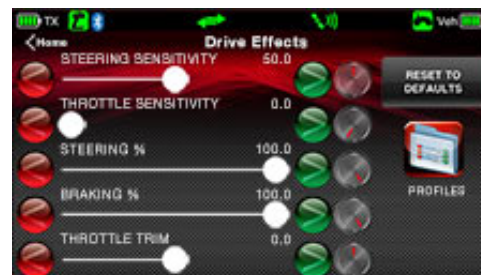 TX Veh
Home Drive Effects
STEERING SENSITIVITY 50.0
RESET TO
DEFAULTS
THROTTLE SENSITIVITY 0.0
STEERING % 100.0
PROFILES
BRAKING % 100.0
THROTTLE TRIM 0.0